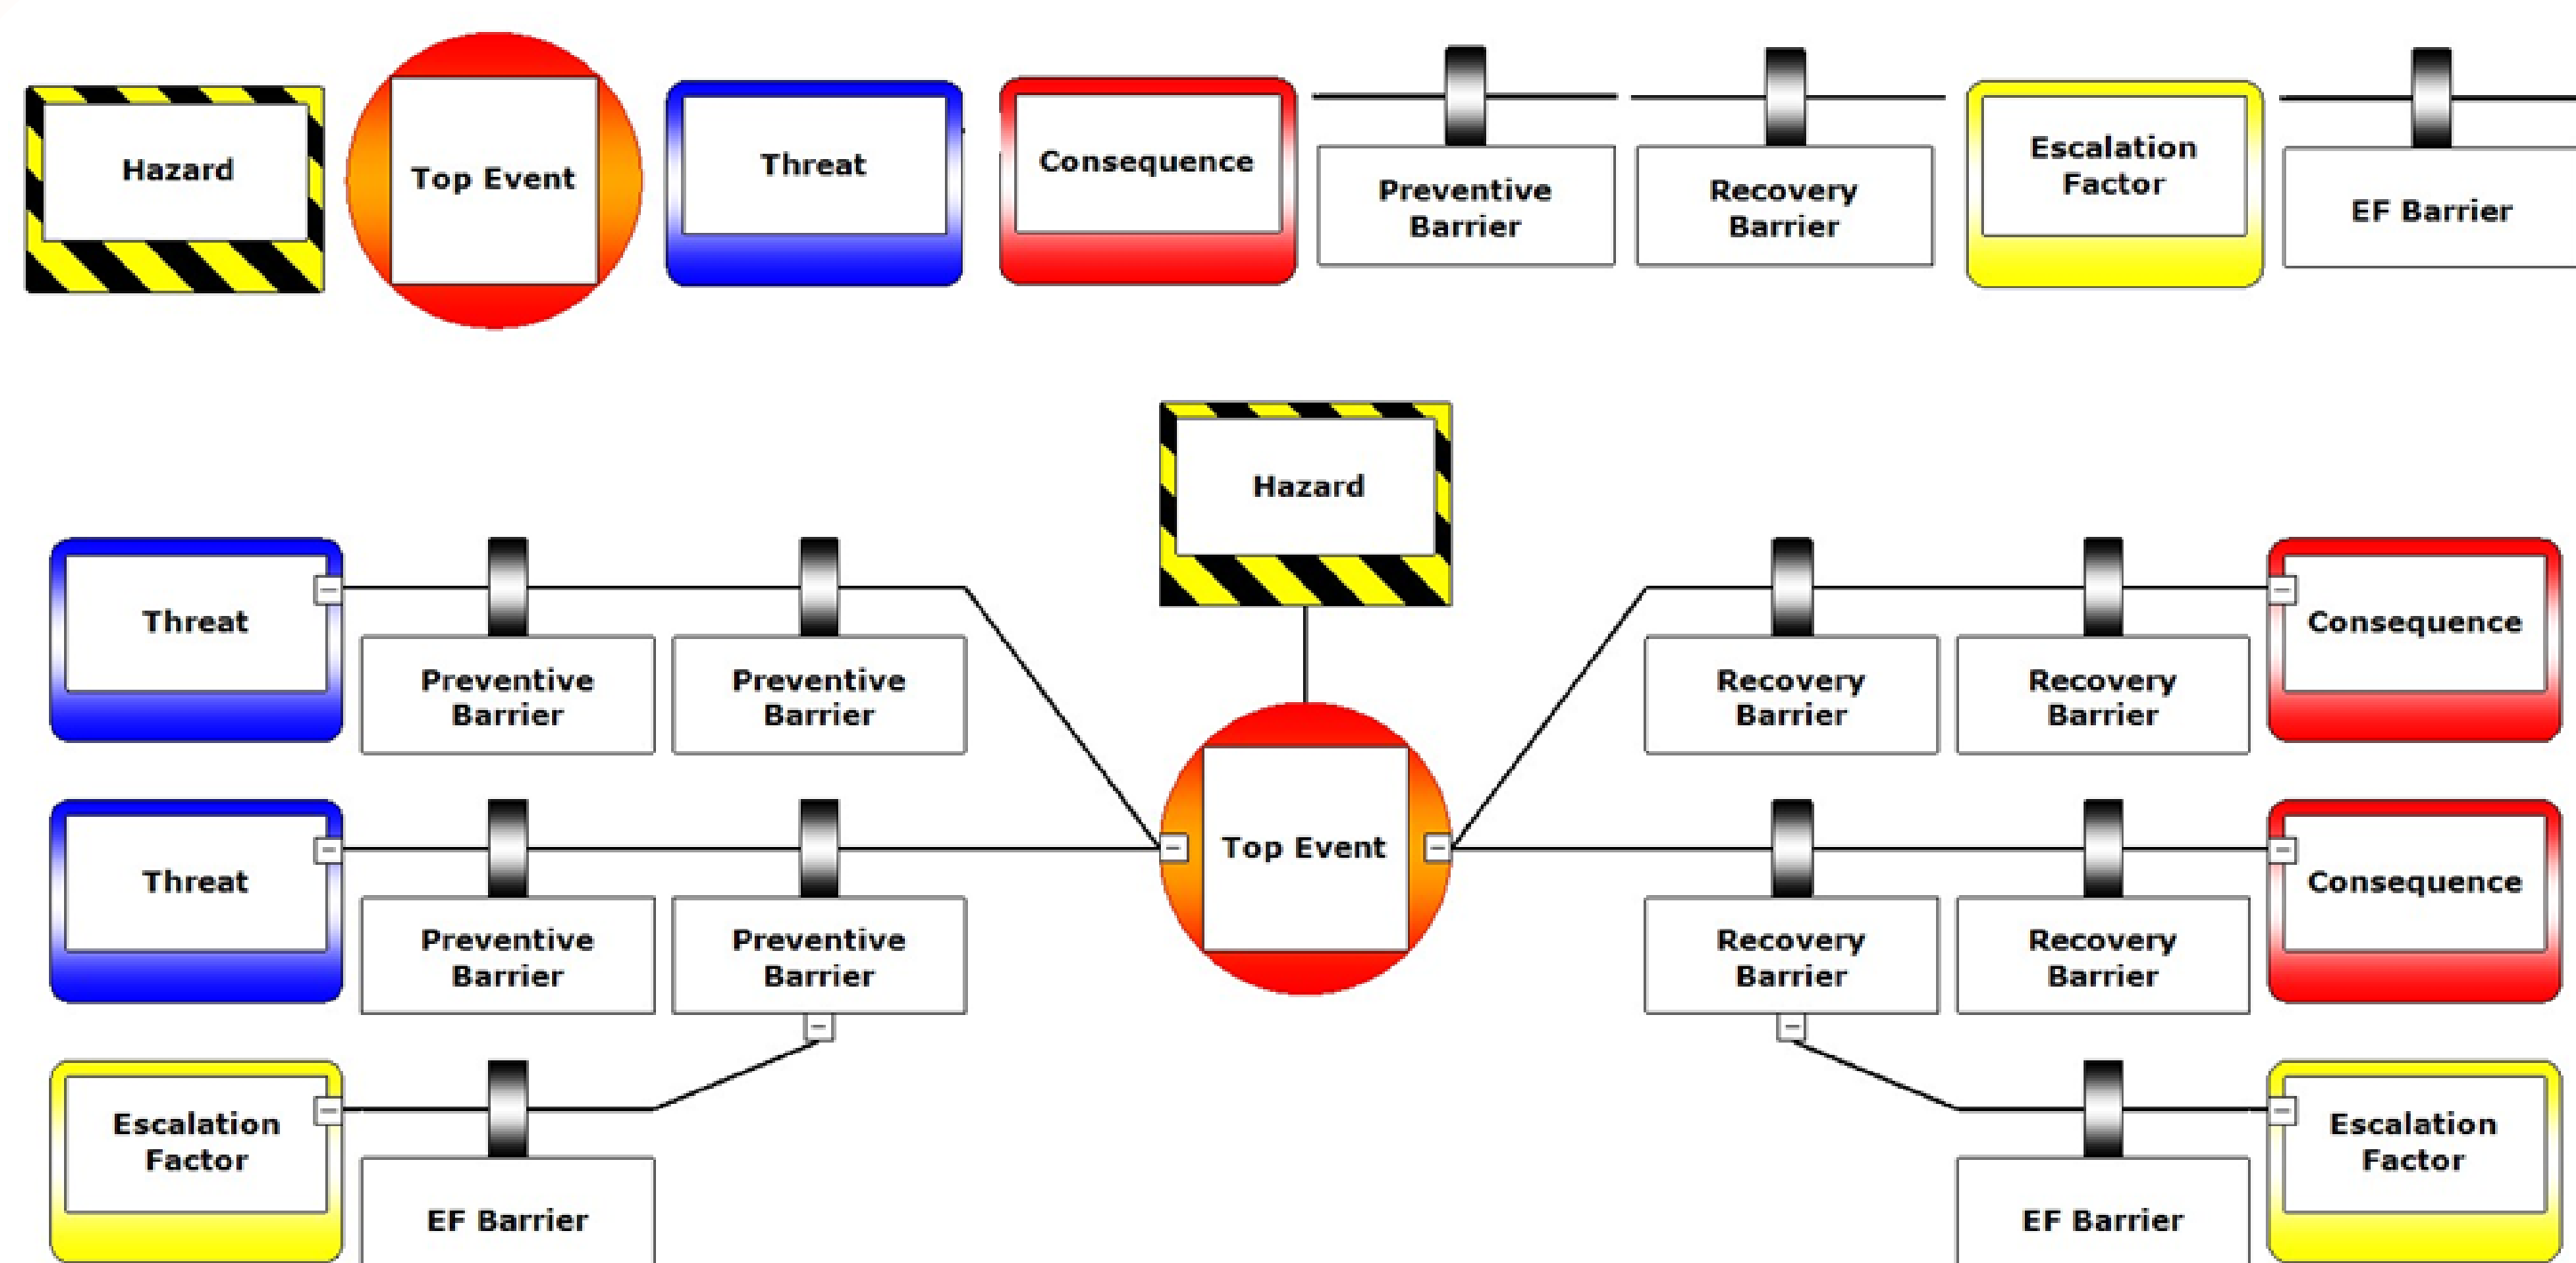 Hazard
Top Event
Threat
Consequence
Preventive
Barrier
Recovery
Barrier
Escalation
Factor
EF Barrier
Hazard
Threat
Preventive
Barrier
Preventive
Barrier
Recovery
Barrier
Recovery
Barrier
Consequence
Top Event
Threat
Preventive
Barrier
Preventive
Barrier
Recovery
Barrier
Recovery
Barrier
Consequence
Escalation
Factor
EF Barrier
EF Barrier
Escalation
Factor